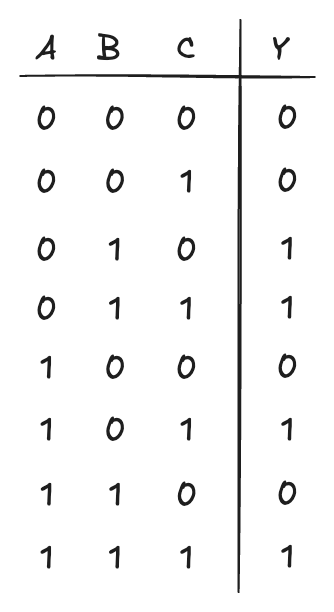 A B C Y
0 0 0 0
0 0 1 0
0 1 0 1
0 1 1 1
1 0 0 0
1 0 1 1
1 1 0 0
1 1 1 1